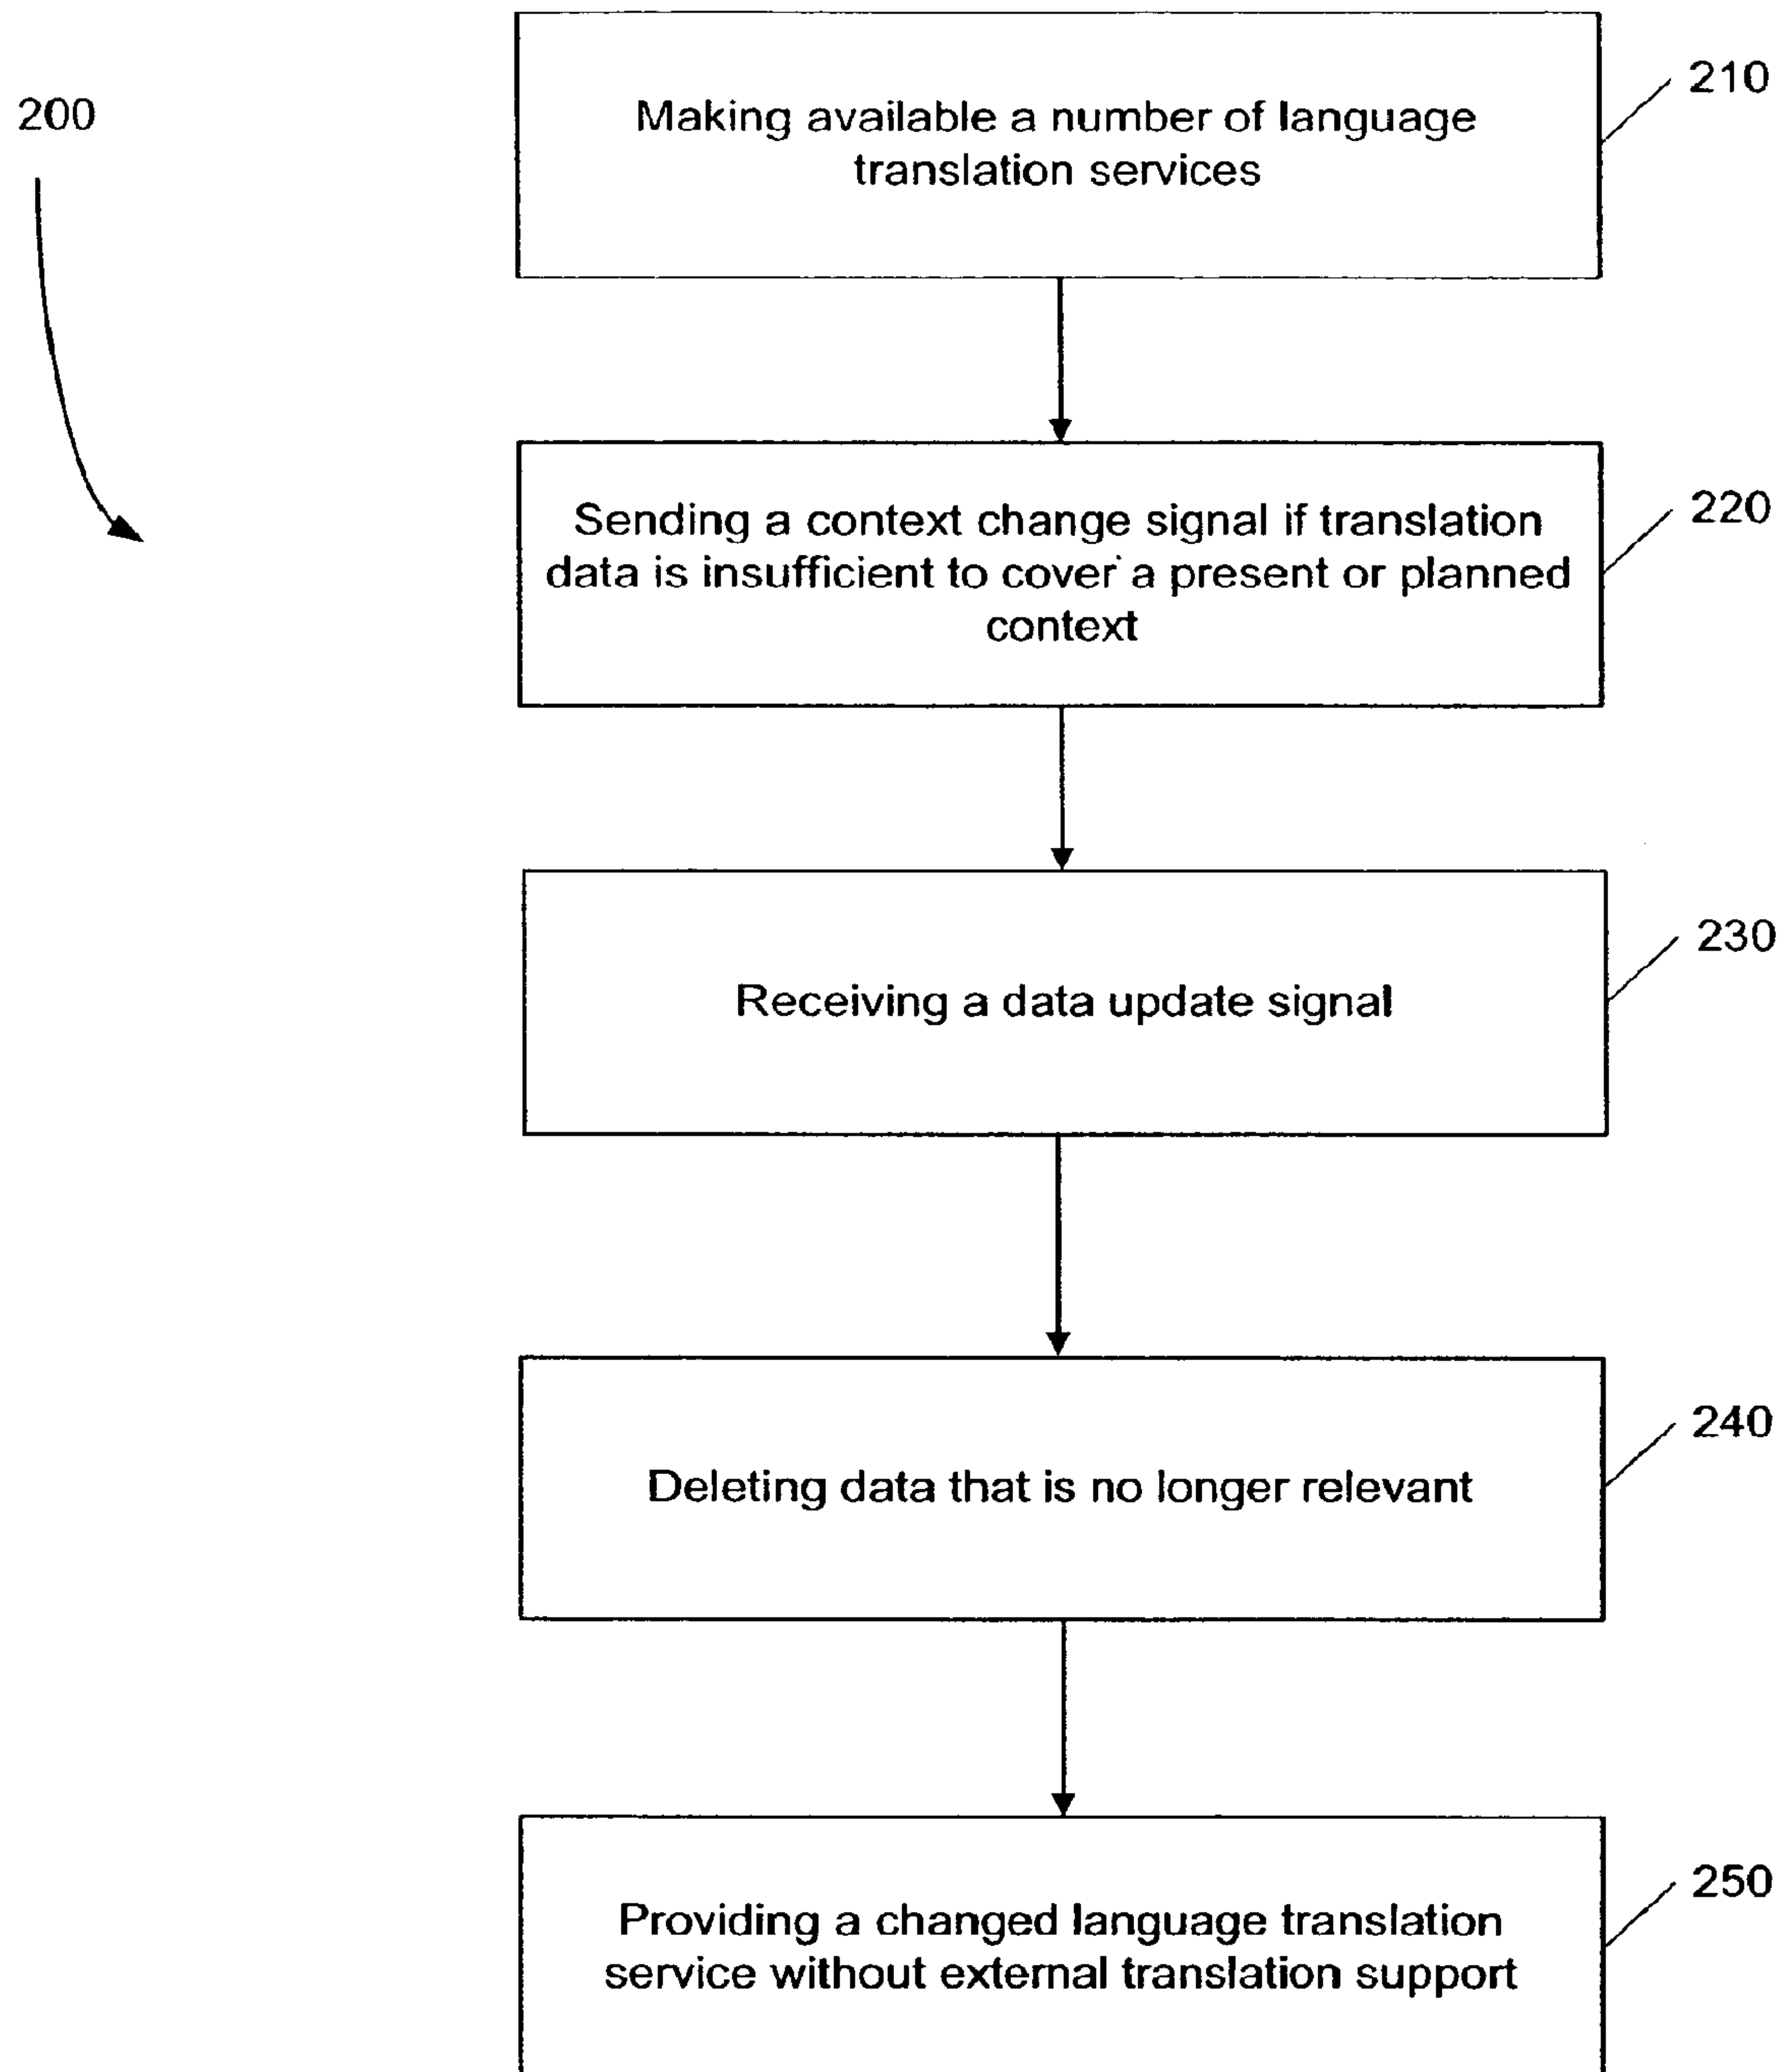 200
210
Making available a number of language
translation services
220
Sending a context change signal if translation
data is insufficient to cover a present or planned
context
230
Receiving a data update signal
240
Deleting data that is no longer relevant
250
Providing a changed language translation
service without external translation support